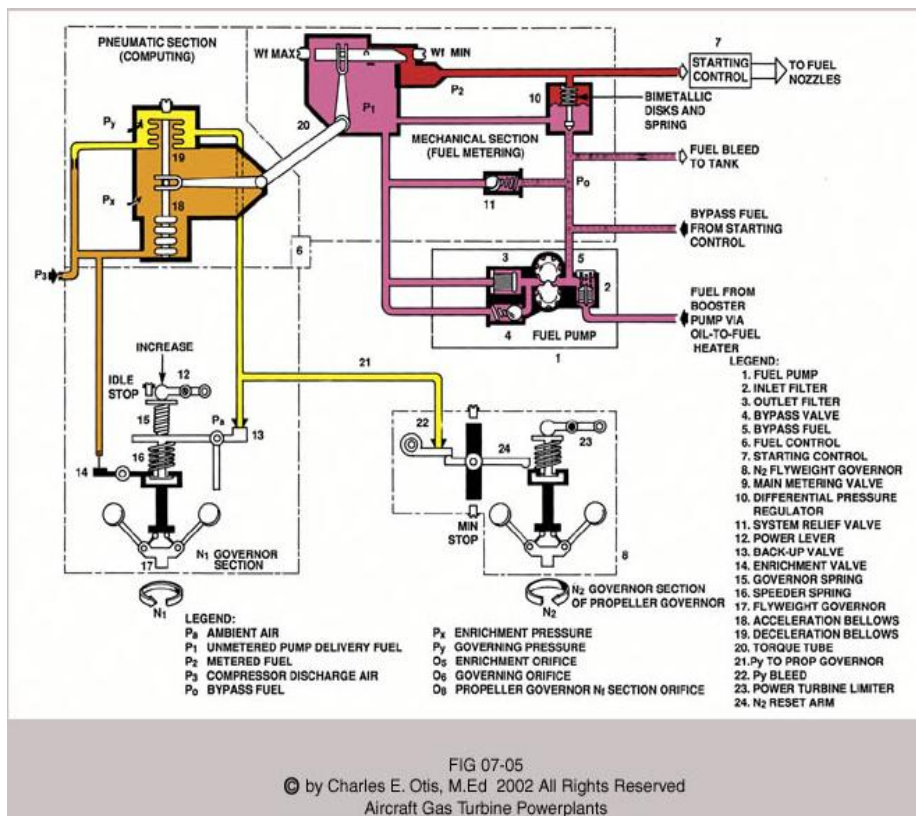 PNEUMATIC SECTION
(COMPUTING)
Wf MAX
Wf MIN
7
STARTING
CONTROL
TO FUEL
NOZZLES
P2
10
BIMETALLIC
DISKS AND
SPRING
Py
P1
20
MECHANICAL SECTION
(FUEL METERING)
FUEL BLEED
TO TANK
19
Px
18
Po
11
BYPASS FUEL
FROM STARTING
CONTROL
6
P3
3
5
2
4
FUEL PUMP
1
FUEL FROM
BOOSTER
PUMP VIA
OIL-TO-FUEL
HEATER
INCREASE
IDLE
STOP
12
21
15
Pa
13
16
14
22
24
23
MIN
STOP
8
N1 GOVERNOR
SECTION
17
N1
N2 GOVERNOR SECTION
OF PROPELLER GOVERNOR
N2
LEGEND:
1. FUEL PUMP
2. INLET FILTER
3. OUTLET FILTER
4. BYPASS VALVE
5. BYPASS FUEL
6. FUEL CONTROL
7. STARTING CONTROL
8. N2 FLYWEIGHT GOVERNOR
9. MAIN METERING VALVE
10. DIFFERENTIAL PRESSURE
REGULATOR
11. SYSTEM RELIEF VALVE
12. POWER LEVER
13. BACK-UP VALVE
14. ENRICHMENT VALVE
15. GOVERNOR SPRING
16. SPEEDER SPRING
17. FLYWEIGHT GOVERNOR
18. ACCELERATION BELLOWS
19. DECELERATION BELLOWS
20. TORQUE TUBE
21. Py TO PROP GOVERNOR
22. Py BLEED
23. POWER TURBINE LIMITER
24. N2 RESET ARM
LEGEND:
Pa AMBIENT AIR
P1 UNMETERED PUMP DELIVERY FUEL
P2 METERED FUEL
P3 COMPRESSOR DISCHARGE AIR
Po BYPASS FUEL
Px ENRICHMENT PRESSURE
Py GOVERNING PRESSURE
O5 ENRICHMENT ORIFICE
O6 GOVERNING ORIFICE
O8 PROPELLER GOVERNOR Nf SECTION ORIFICE
FIG 07-05
© by Charles E. Otis, M.Ed 2002 All Rights Reserved
Aircraft Gas Turbine Powerplants